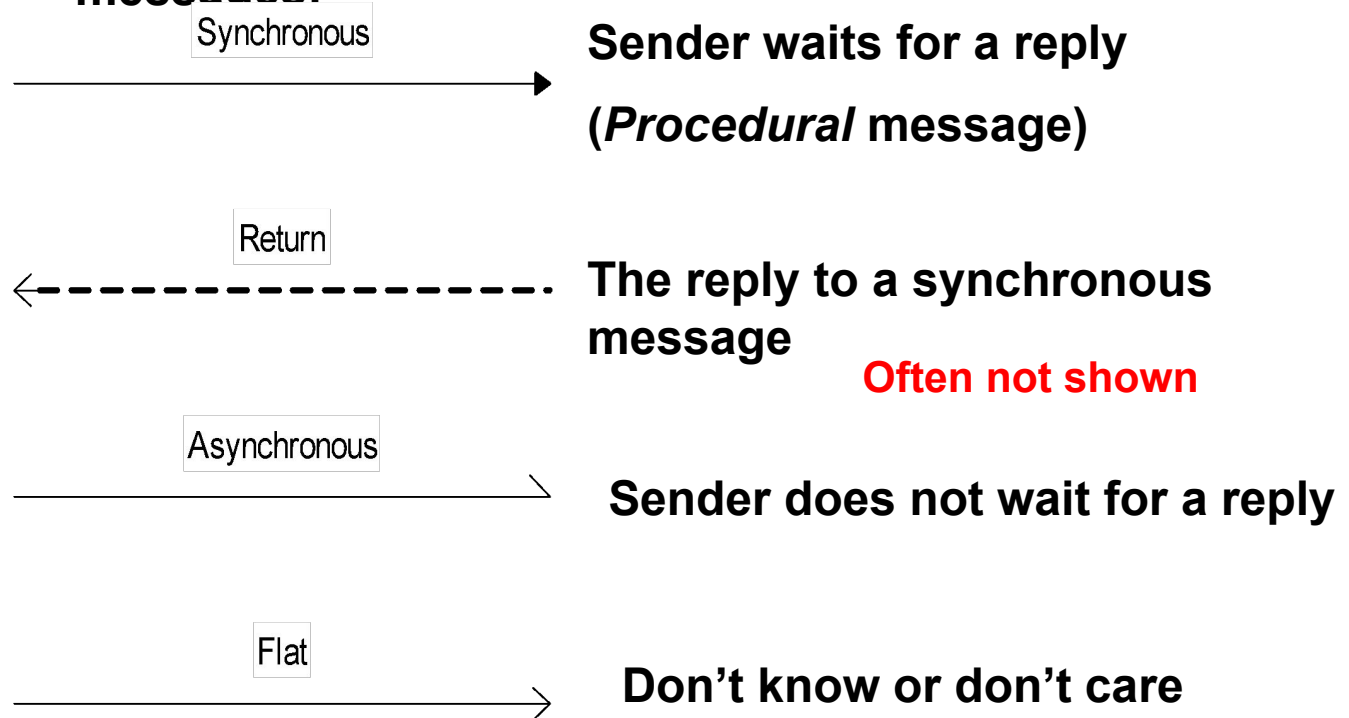 Synchronous
Sender waits for a reply
(Procedural message)
Return
The reply to a synchronous
message
Often not shown
Asynchronous
Sender does not wait for a reply
Flat
Don’t know or don’t care